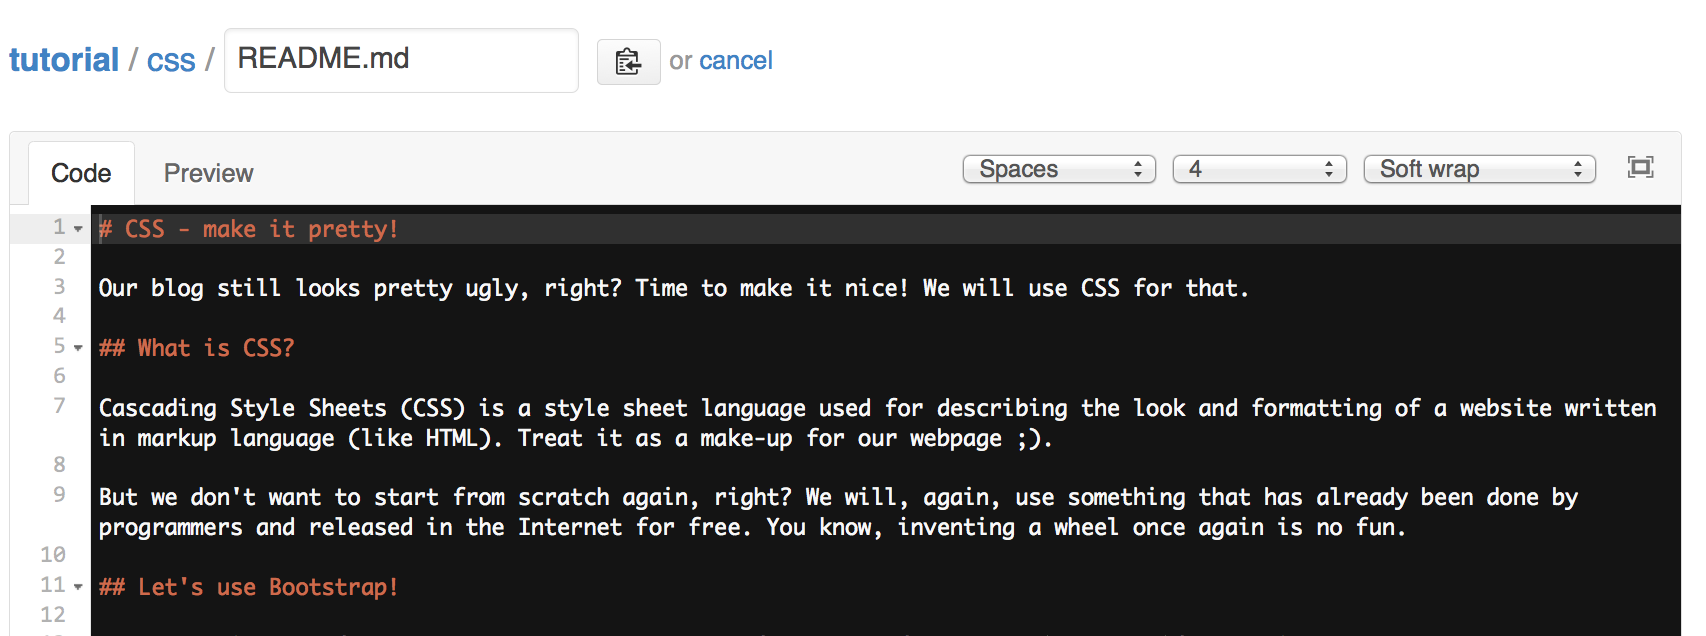 tutorial / css / README.md or cancel
Code Preview Spaces 4 Soft wrap
1 # CSS - make it pretty!
2
3 Our blog still looks pretty ugly, right? Time to make it nice! We will use CSS for that.
4
5 ## What is CSS?
6
7 Cascading Style Sheets (CSS) is a style sheet language used for describing the look and formatting of a website written
in markup language (like HTML). Treat it as a make-up for our webpage ;).
8
9 But we don't want to start from scratch again, right? We will, again, use something that has already been done by
programmers and released in the Internet for free. You know, inventing a wheel once again is no fun.
10
11 ## Let's use Bootstrap!
12